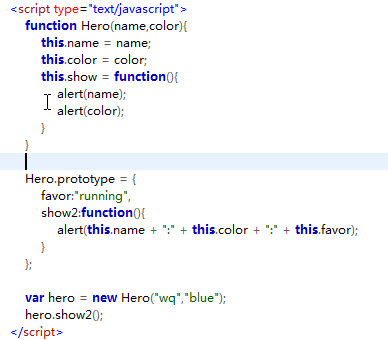 <script type="text/javascript">
function Hero(name,color){
this.name = name;
this.color = color;
this.show = function(){
alert(name);
alert(color);
}
}
Hero.prototype = {
favor:"running",
show2:function(){
alert(this.name + ":" + this.color + ":" + this.favor);
}
};
var hero = new Hero("wq","blue");
hero.show2();
</script>